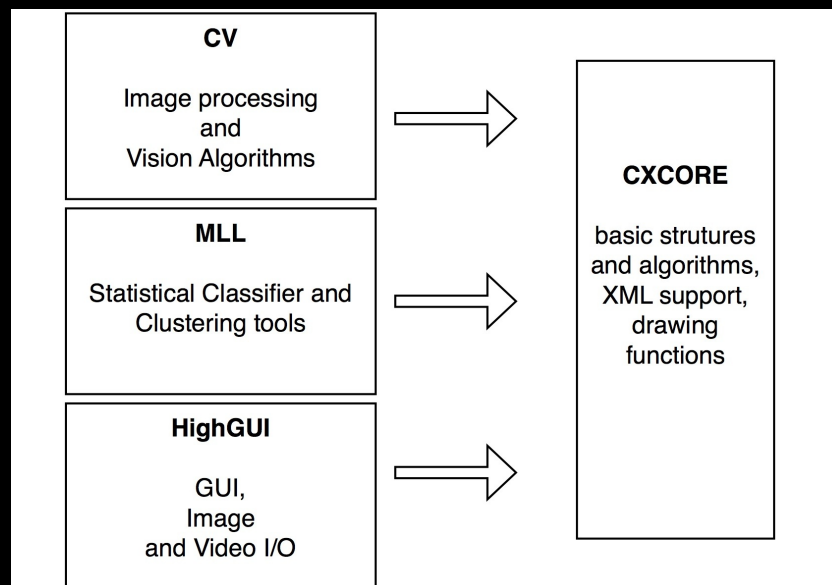 CV
Image processing
and
Vision Algorithms
MLL
Statistical Classifier and
Clustering tools
HighGUI
GUI,
Image
and Video I/O
CXCORE
basic strutures
and algorithms,
XML support,
drawing
functions